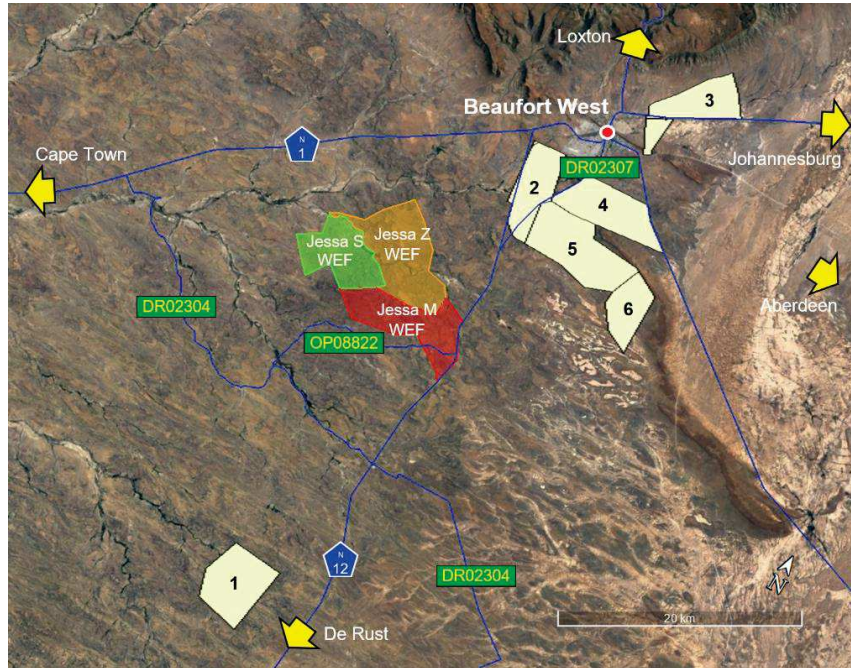 Loxton
Beaufort West
3
N
1
Cape Town
Johannesburg
DR02307
2
4
Jessa S
WEF
Jessa Z
WEF
5
Aberdeen
DR02304
Jessa M
WEF
6
OP08822
N
12
1
DR02304
N
20 km
De Rust